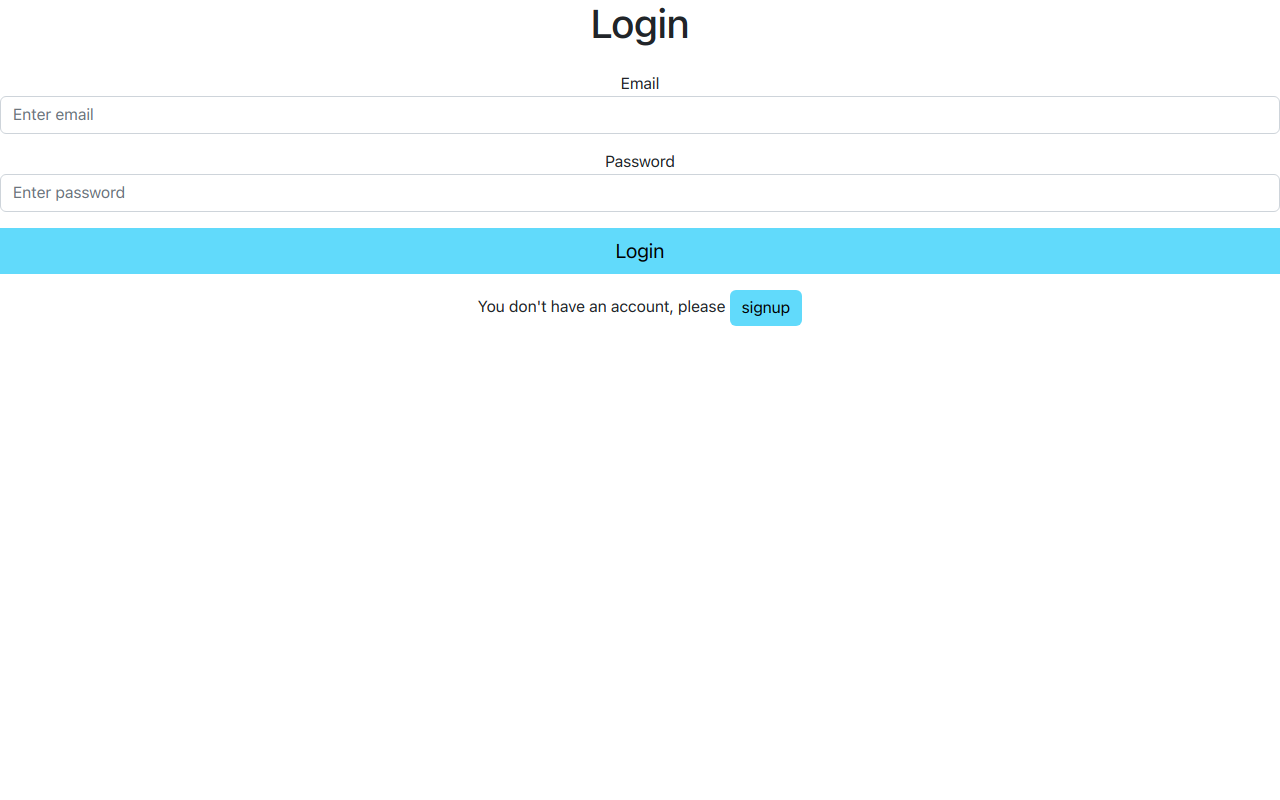 Login
Email
Enter email
Password
Enter password
Login
You don't have an account, please signup